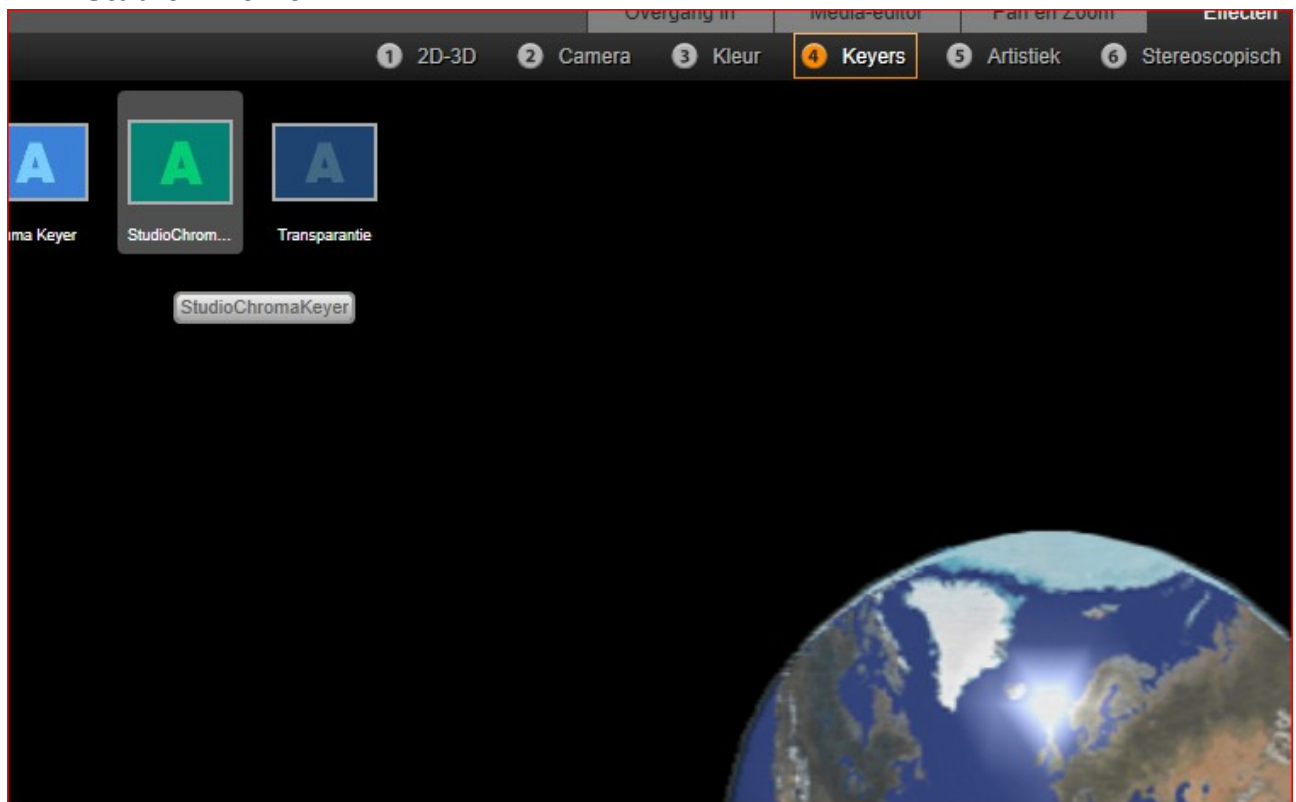 Overgang in Media-editor Pan en Zoom Effecten
1 2D-3D 2 Camera 3 Kleur 4 Keyers 5 Artistiek 6 Stereoscopisch
A A A
ma Keyer StudioChrom... Transparantie
StudioChromaKeyer